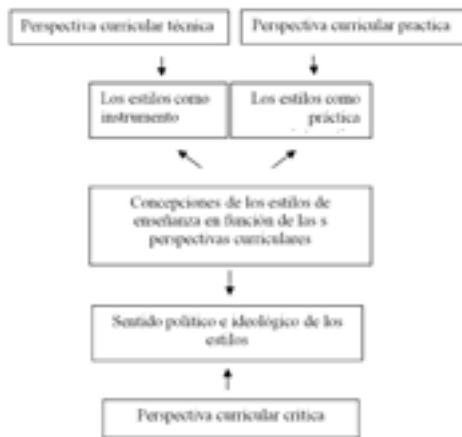 Perspectiva curricular técnica
Perspectiva curricular practica
Los estilos como
instrumento
Los estilos como
práctica
Concepciones de los estilos de
enseñanza en función de las s
perspectivas curriculares
Sentido político e ideológico de los
estilos
Perspectiva curricular crítica